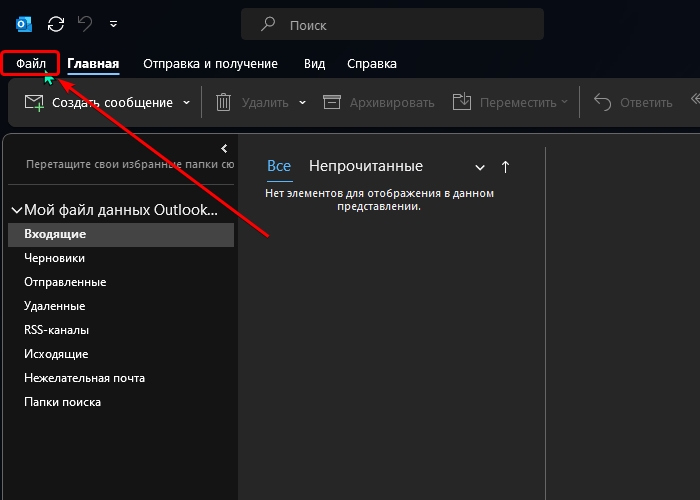 Поиск
Файл Главная Отправка и получение Вид Справка
Создать сообщение Удалить Архивировать Переместить Ответить
Перетащите свои избранные папки сю
Все Непрочитанные
Нет элементов для отображения в данном
представлении.
Мой файл данных Outlook...
Входящие
Черновики
Отправленные
Удаленные
RSS-каналы
Исходящие
Нежелательная почта
Папки поиска